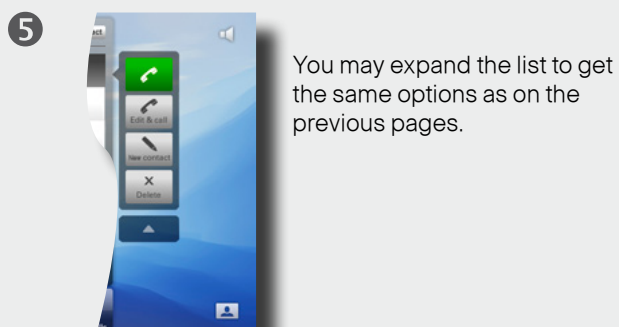 5
ect
You may expand the list to get
the same options as on the
previous pages.
Edit & call
New contact
Delete